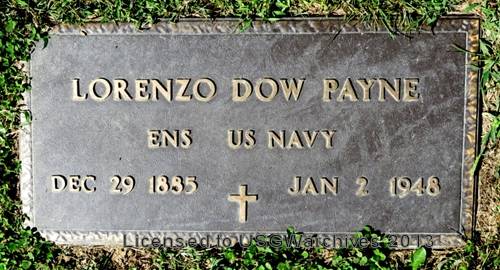 LORENZO DOW PAYNE
ENS US NAVY
DEC 29 1885 JAN 2 1948
Licensed to USGWarchives 2013